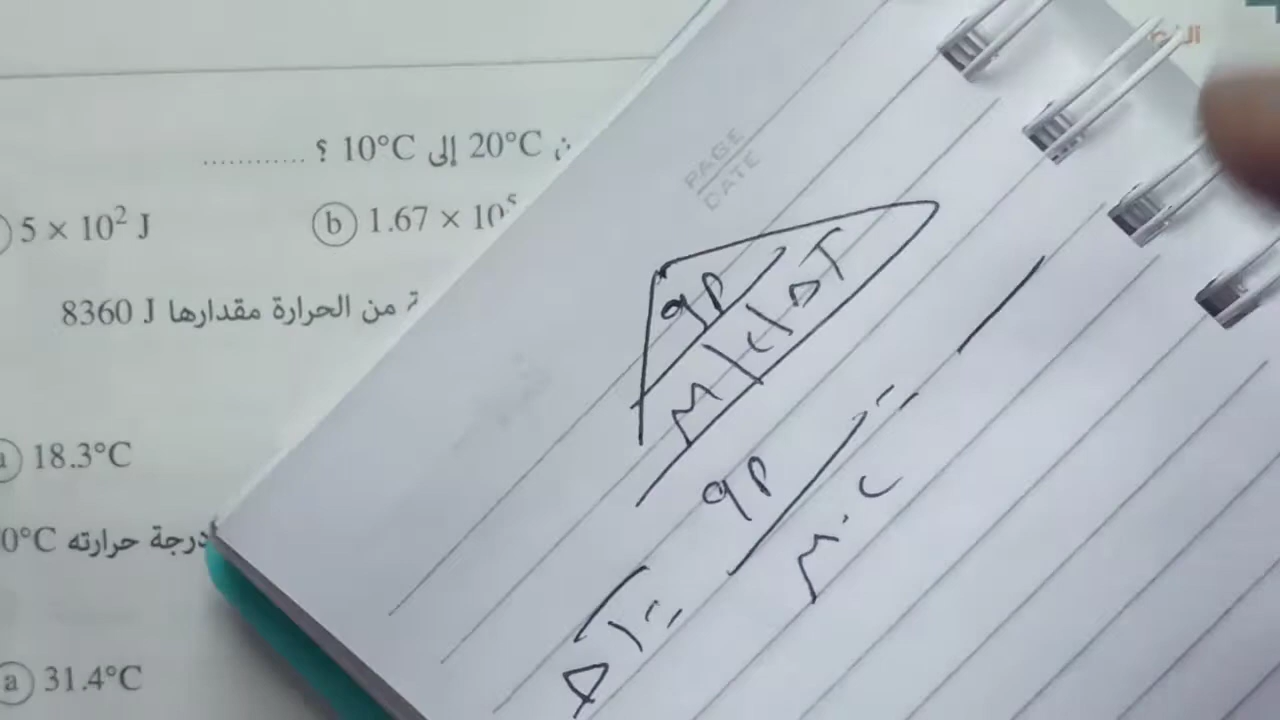 10°C إلى 20°C ؟ ............
5 × 10² J
b 1.67 × 10⁵
من الحرارة مقدارها 8360 J
18.3°C
درجة حرارته 0°C
a 31.4°C
PAGE
DATE
qp
M | c | ΔT
ΔT = qp / M . c =